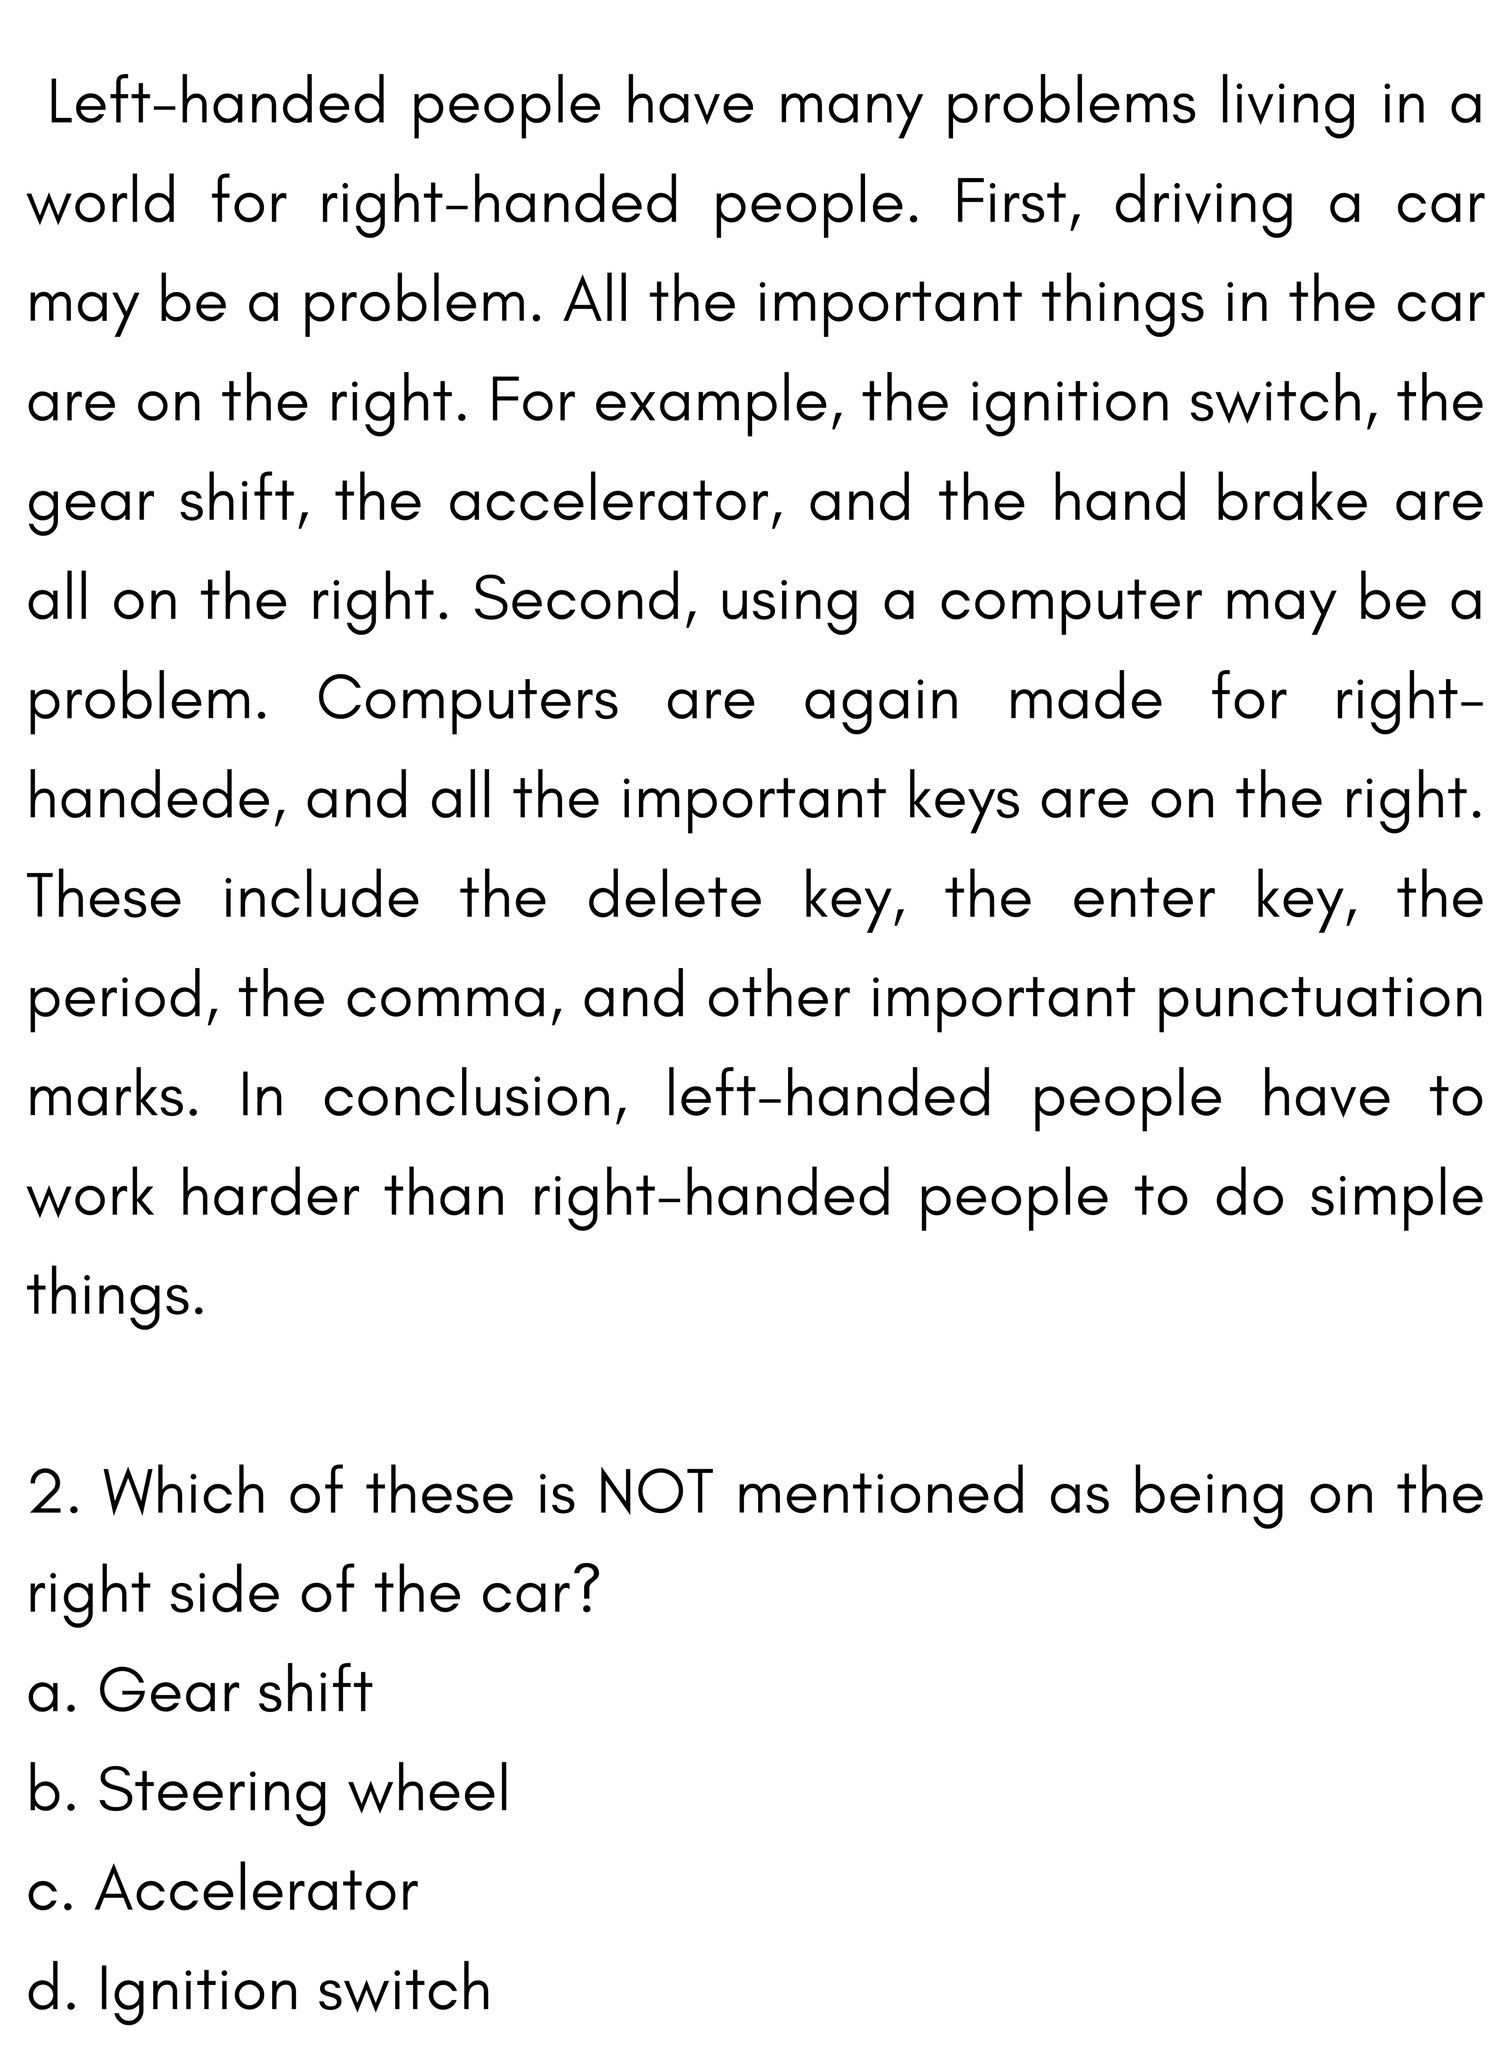 Left-handed people have many problems living in a
world for right-handed people. First, driving a car
may be a problem. All the important things in the car
are on the right. For example, the ignition switch, the
gear shift, the accelerator, and the hand brake are
all on the right. Second, using a computer may be a
problem. Computers are again made for right-
handede, and all the important keys are on the right.
These include the delete key, the enter key, the
period, the comma, and other important punctuation
marks. In conclusion, left-handed people have to
work harder than right-handed people to do simple
things.
2. Which of these is NOT mentioned as being on the
right side of the car?
a. Gear shift
b. Steering wheel
c. Accelerator
d. Ignition switch